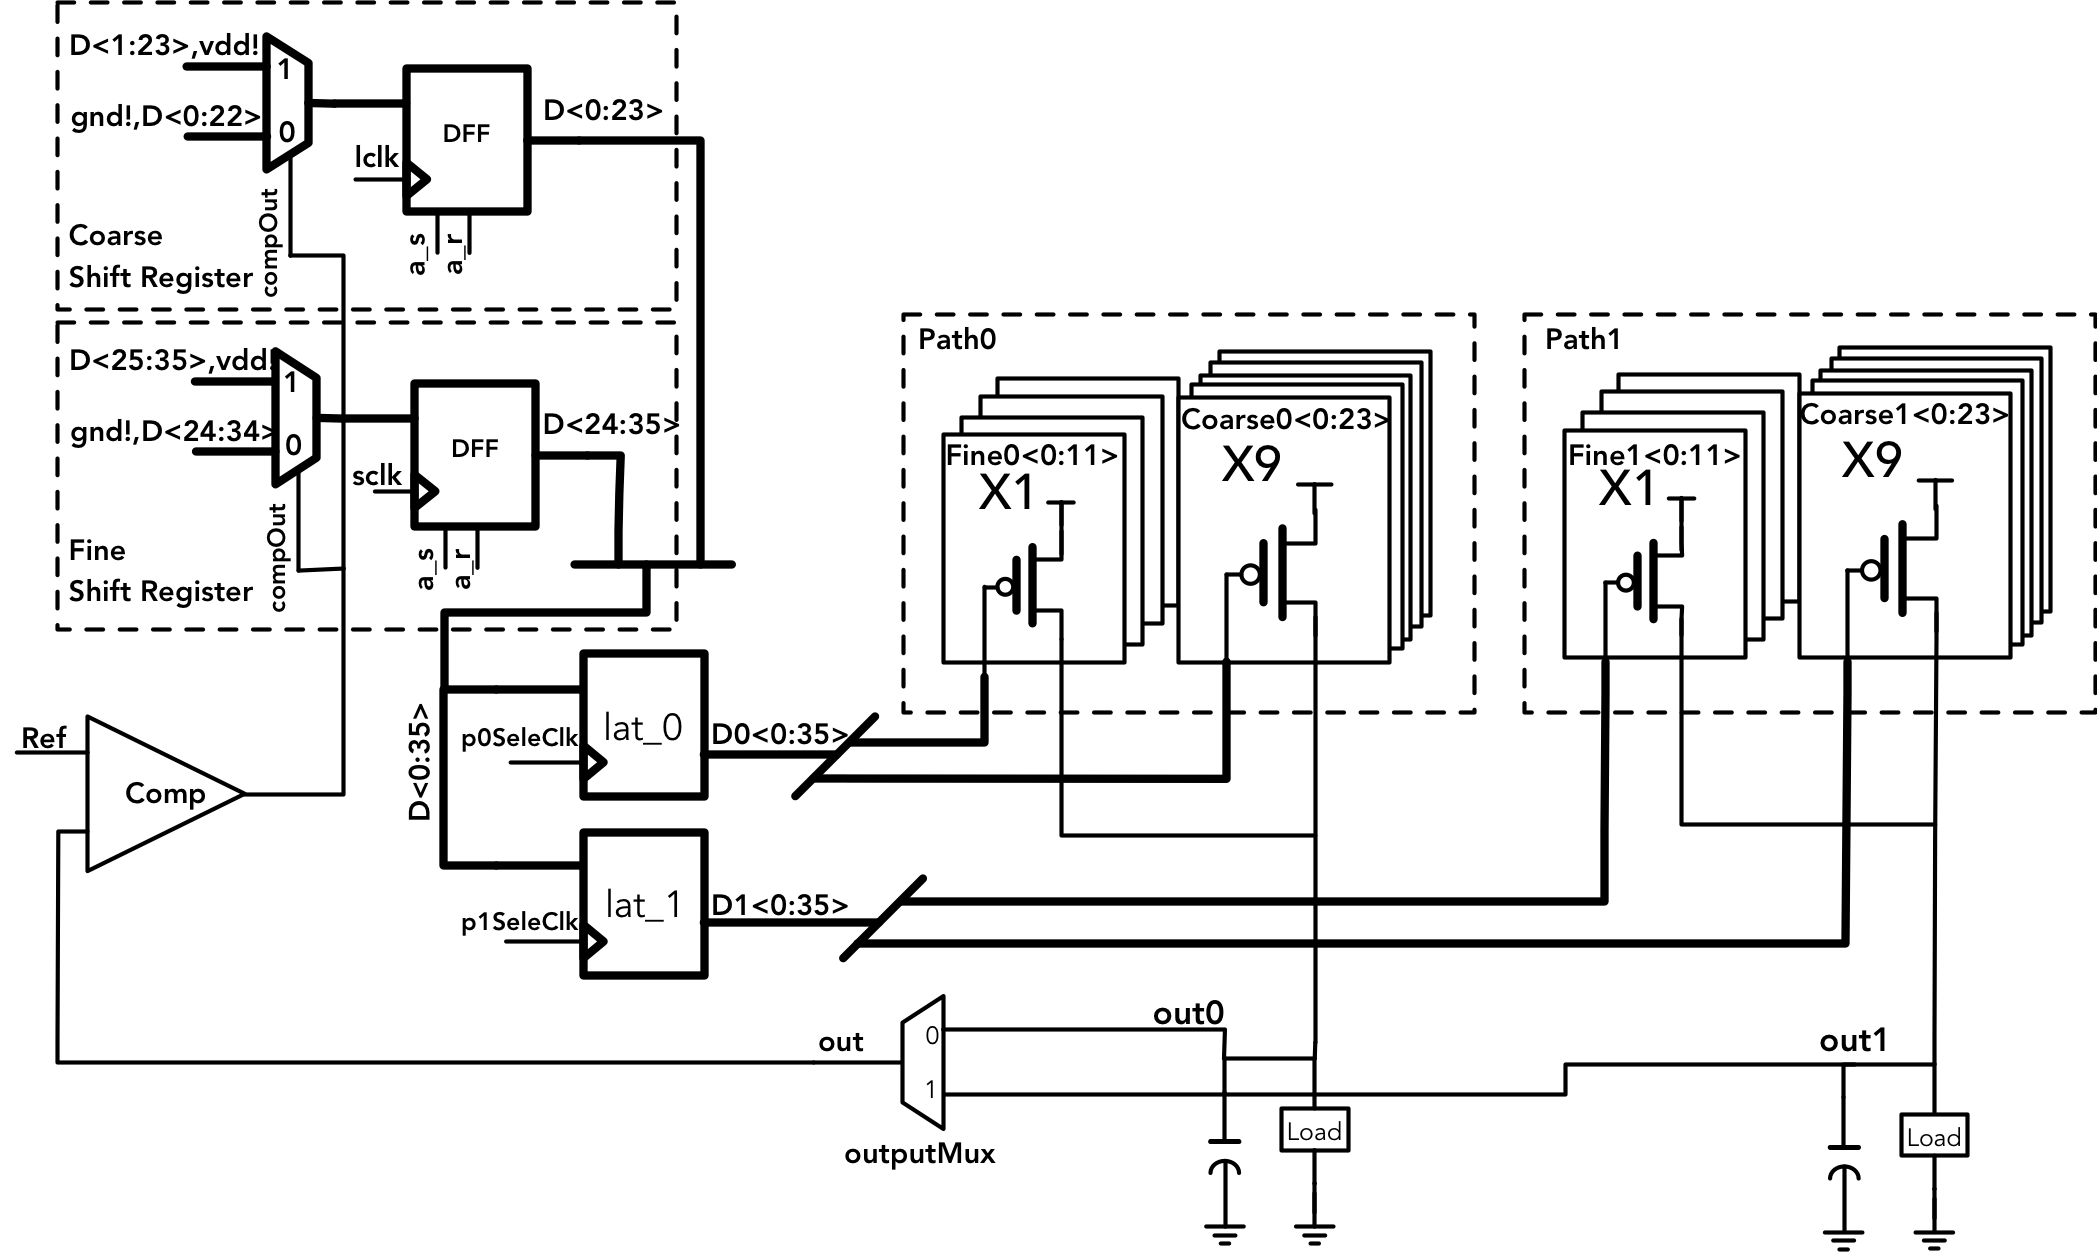 D<1:23>,vdd!
1
gnd!,D<0:22>
0
compOut
DFF
lclk
a_s
a_r
D<0:23>
Coarse
Shift Register
D<25:35>,vdd!
1
gnd!,D<24:34>
0
compOut
DFF
sclk
a_s
a_r
D<24:35>
Fine
Shift Register
Path0
Fine0<0:11>
X1
Coarse0<0:23>
X9
Path1
Fine1<0:11>
X1
Coarse1<0:23>
X9
Ref
Comp
D<0:35>
p0SeleClk
lat_0
D0<0:35>
p1SeleClk
lat_1
D1<0:35>
out
0
1
outputMux
out0
Load
out1
Load